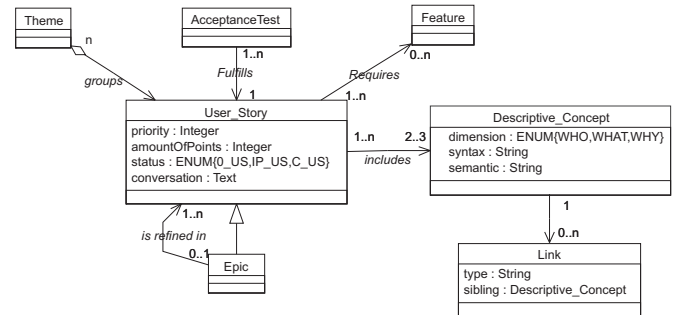 Theme
AcceptanceTest
Feature
n
1..n
0..n
groups
Fulfills
Requires
1
1..n
User_Story
priority : Integer
amountOfPoints : Integer
status : ENUM{0_US,IP_US,C_US}
conversation : Text
1..n
2..3
includes
Descriptive_Concept
dimension : ENUM{WHO,WHAT,WHY}
syntax : String
semantic : String
1..n
is refined in
0..1
Epic
1
0..n
Link
type : String
sibling : Descriptive_Concept